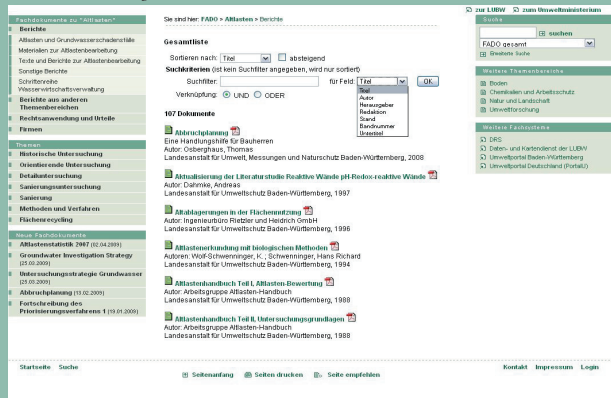 zur LUBW zum Umweltministerium
Fachdokumente zu "Altlasten"
Berichte
Altlasten und Grundwasserschadensfälle
Materialien zur Altlastenbearbeitung
Texte und Berichte zur Altlastenbearbeitung
Sonstige Berichte
Schriftenreihe
Wasserwirtschaftsverwaltung
Berichte aus anderen
Themenbereichen
Rechtsanwendung und Urteile
Firmen
Themen
Historische Untersuchung
Orientierende Untersuchung
Detailuntersuchung
Sanierungsuntersuchung
Sanierung
Methoden und Verfahren
Flächenrecycling
Neue Fachdokumente
Altlastenstatistik 2007 (02.04.2009)
Groundwater Investigation Strategy
(25.03.2009)
Untersuchungsstrategie Grundwasser
(25.03.2009)
Abbruchplanung (13.02.2009)
Fortschreibung des
Priorisierungsverfahrens 1 (19.01.2009)
Sie sind hier: FADO > Altlasten > Berichte
Gesamtliste
Sortieren nach: Titel absteigend
Suchkriterien (ist kein Suchfilter angegeben, wird nur sortiert)
Suchfilter: für Feld: Titel OK
Titel
Autor
Herausgeber
Redaktion
Stand
Bandnummer
Untertitel
Verknüpfung: UND ODER
107 Dokumente
Abbruchplanung
Eine Handlungshilfe für Bauherren
Autor: Osberghaus, Thomas
Landesanstalt für Umwelt, Messungen und Naturschutz Baden-Württemberg, 2008
Aktualisierung der Literaturstudie Reaktive Wände pH-Redox-reaktive Wände
Autor: Dahmke, Andreas
Landesanstalt für Umweltschutz Baden-Württemberg, 1997
Altablagerungen in der Flächennutzung
Autor: Ingenieurbüro Rietzler und Heidrich GmbH
Landesanstalt für Umweltschutz Baden-Württemberg, 1996
Altlastenerkundung mit biologischen Methoden
Autoren: Wolf-Schwenninger, K. ; Schwenninger, Hans Richard
Landesanstalt für Umweltschutz Baden-Württemberg, 1994
Altlastenhandbuch Teil I, Altlasten-Bewertung
Autor: Arbeitsgruppe Altlasten-Handbuch
Landesanstalt für Umweltschutz Baden-Württemberg, 1988
Altlastenhandbuch Teil II, Untersuchungsgrundlagen
Autor: Arbeitsgruppe Altlasten-Handbuch
Landesanstalt für Umweltschutz Baden-Württemberg, 1988
Suche
suchen
FADO gesamt
Erweiterte Suche
Weitere Themenbereiche
Boden
Chemikalien und Arbeitsschutz
Natur und Landschaft
Umweltforschung
Weitere Fachsysteme
DRS
Daten- und Kartendienst der LUBW
Umweltportal Baden-Württemberg
Umweltportal Deutschland (PortalU)
Startseite Suche
Seitenanfang Seiten drucken Seite empfehlen
Kontakt Impressum Login